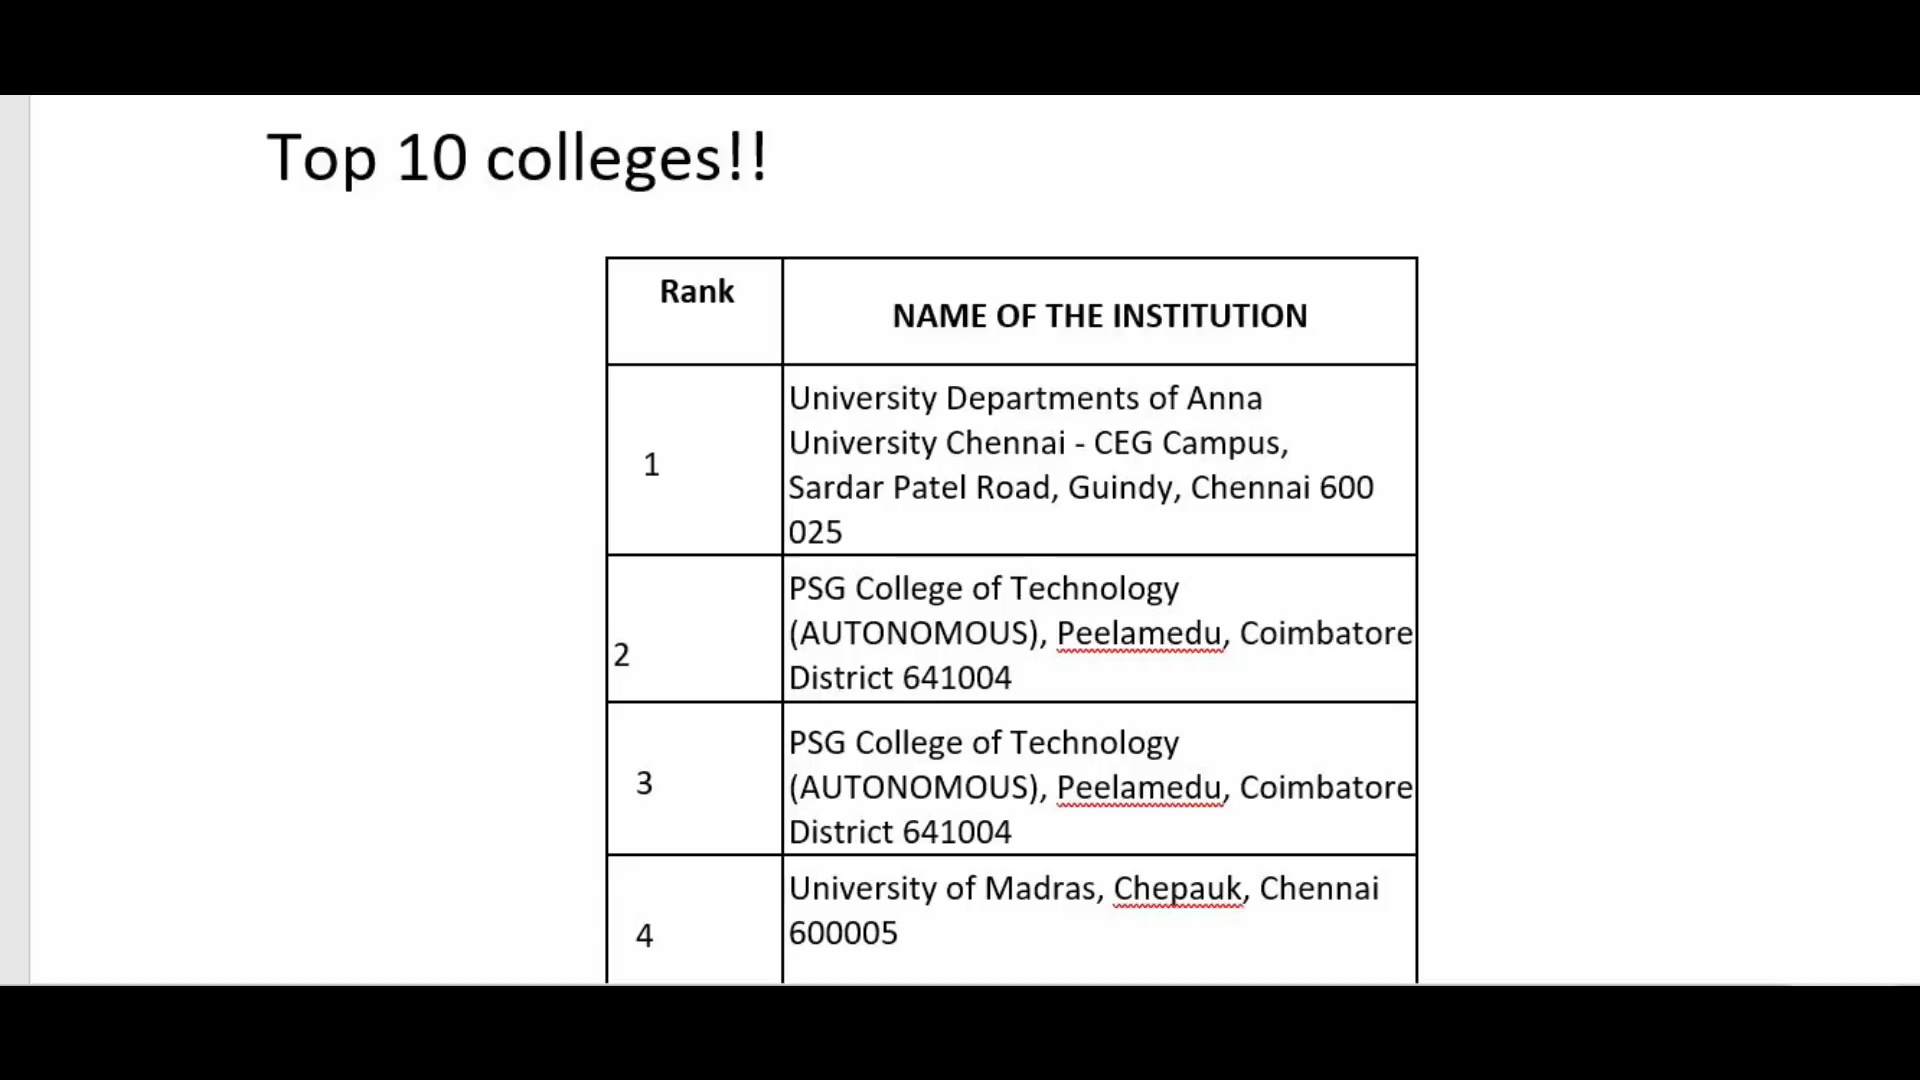 Top 10 colleges!!
Rank
NAME OF THE INSTITUTION
1
University Departments of Anna
University Chennai - CEG Campus,
Sardar Patel Road, Guindy, Chennai 600
025
2
PSG College of Technology
(AUTONOMOUS), Peelamedu, Coimbatore
District 641004
3
PSG College of Technology
(AUTONOMOUS), Peelamedu, Coimbatore
District 641004
4
University of Madras, Chepauk, Chennai
600005